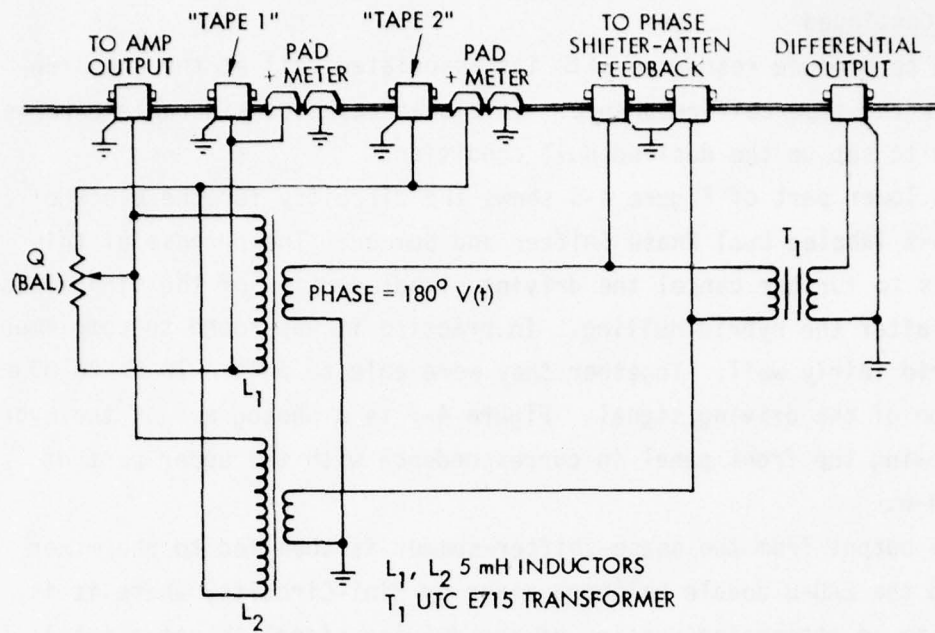 "TAPE 1"
"TAPE 2"
TO AMP
OUTPUT
PAD
+ METER
PAD
+ METER
TO PHASE
SHIFTER-ATTEN
FEEDBACK
DIFFERENTIAL
OUTPUT
Q
(BAL)
PHASE = 180° V(t)
T1
L1
L2
L1, L2 5 mH INDUCTORS
T1 UTC E715 TRANSFORMER